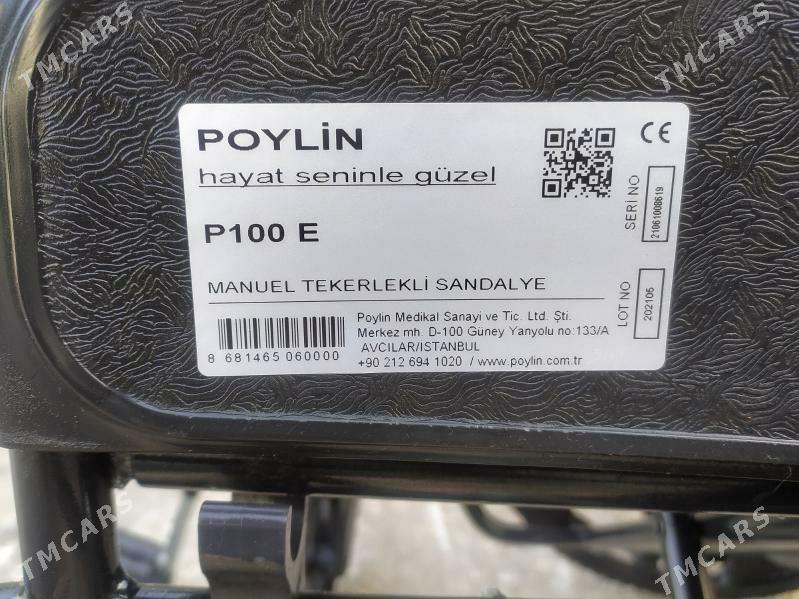 POYLİN
hayat seninle güzel
P100 E
MANUEL TEKERLEKLİ SANDALYE
8 681465 060000
Poylin Medikal Sanayi ve Tic. Ltd. Şti.
Merkez mh. D-100 Güney Yanyolu no:133/A
AVCILAR/ISTANBUL
+90 212 694 1020 / www.poylin.com.tr
CE
SERİ NO
21061008619
LOT NO
202105
TMCARS
TMCARS
TMCARS
TMCARS